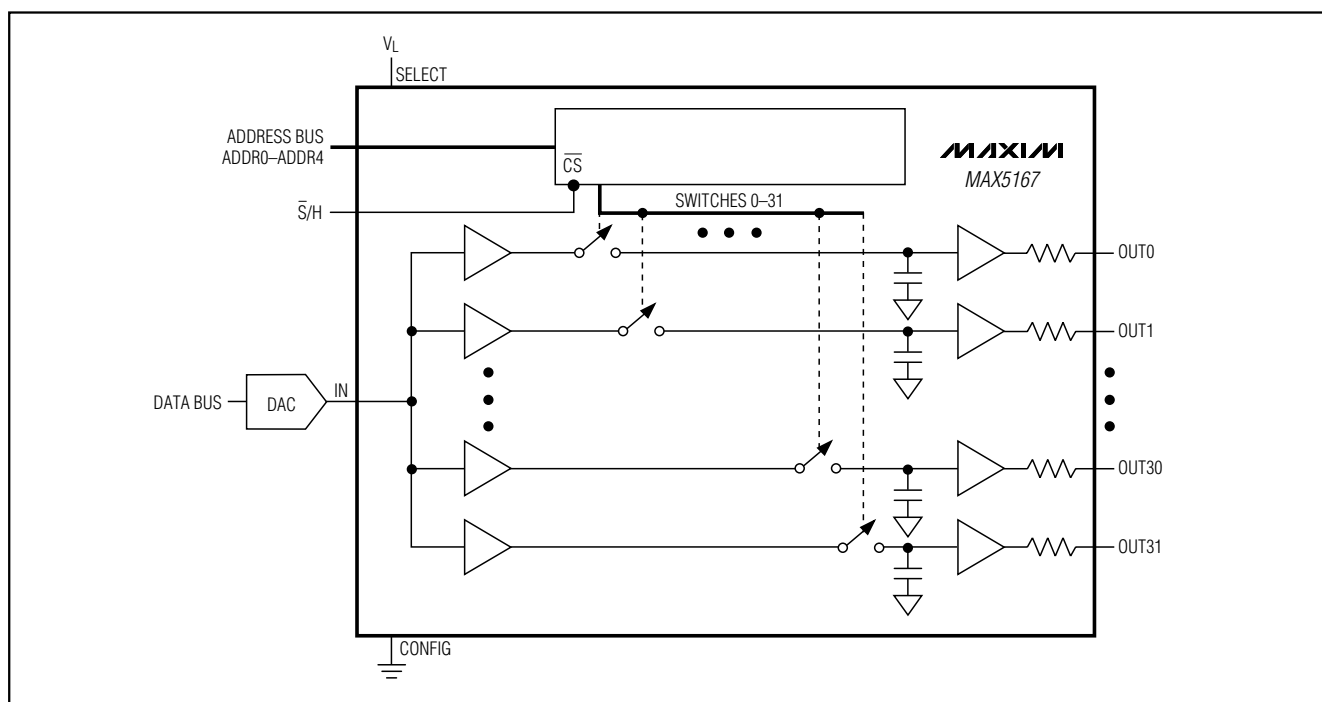 VL
SELECT
ADDRESS BUS
ADDR0–ADDR4
CS
MAXIM
MAX5167
S/H
SWITCHES 0–31
OUT0
OUT1
IN
DATA BUS
DAC
OUT30
OUT31
CONFIG